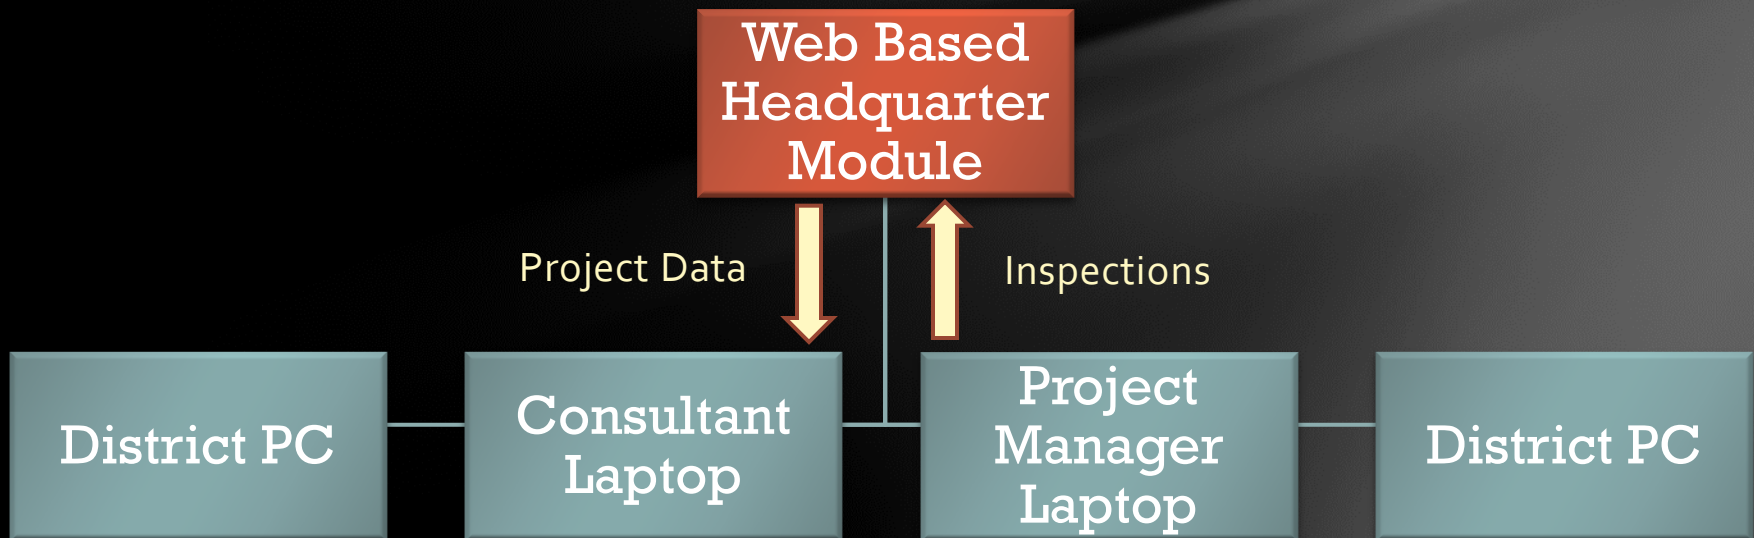 Web Based
Headquarter
Module
Project Data
Inspections
District PC
Consultant
Laptop
Project
Manager
Laptop
District PC